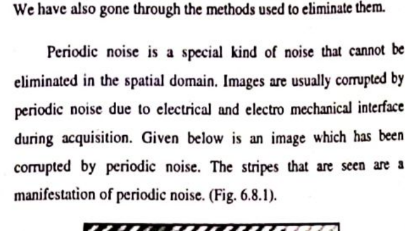 We have also gone through the methods used to eliminate them.
Periodic noise is a special kind of noise that cannot be
eliminated in the spatial domain. Images are usually corrupted by
periodic noise due to electrical and electro mechanical interface
during acquisition. Given below is an image which has been
corrupted by periodic noise. The stripes that are seen are a
manifestation of periodic noise. (Fig. 6.8.1).